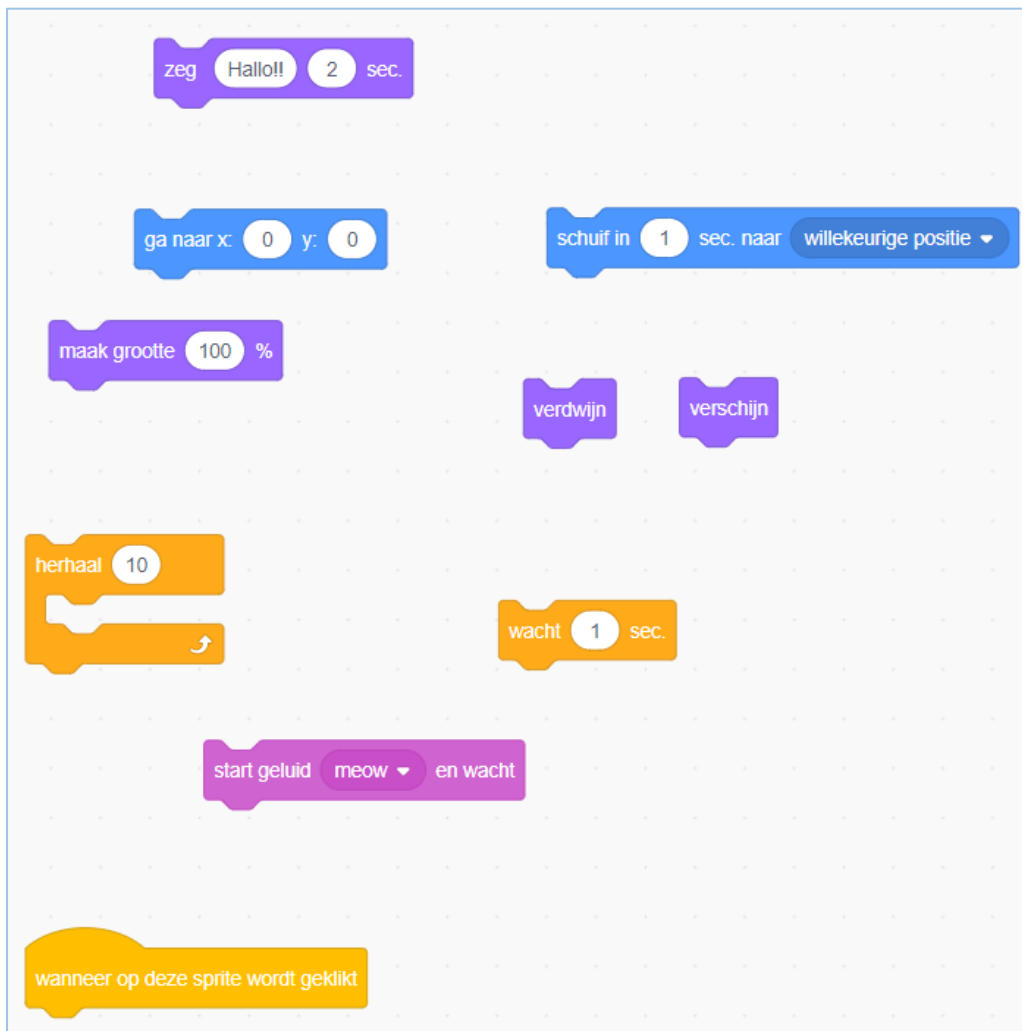 zeg Hallo!! 2 sec.
ga naar x: 0 y: 0
schuif in 1 sec. naar willekeurige positie
maak grootte 100 %
verdwijn
verschijn
herhaal 10
wacht 1 sec.
start geluid meow en wacht
wanneer op deze sprite wordt geklikt